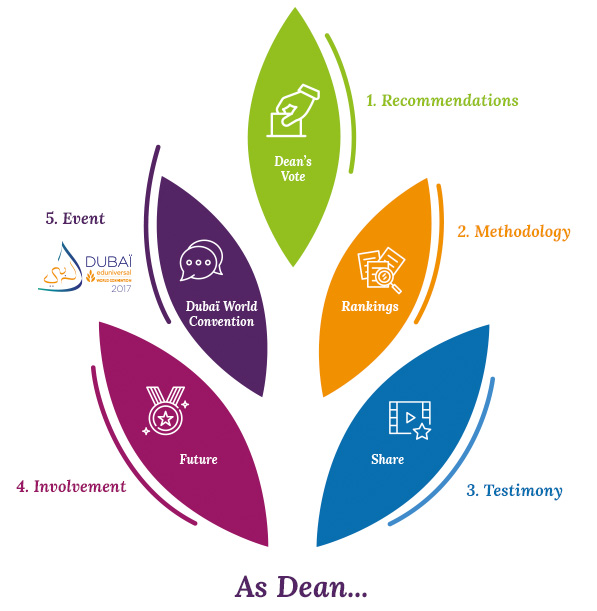 1. Recommendations
Dean's
Vote
2. Methodology
Rankings
3. Testimony
Share
4. Involvement
Future
5. Event
DUBAÏ
eduniversal
WORLD CONVENTION
2017
Dubaï World
Convention
As Dean...